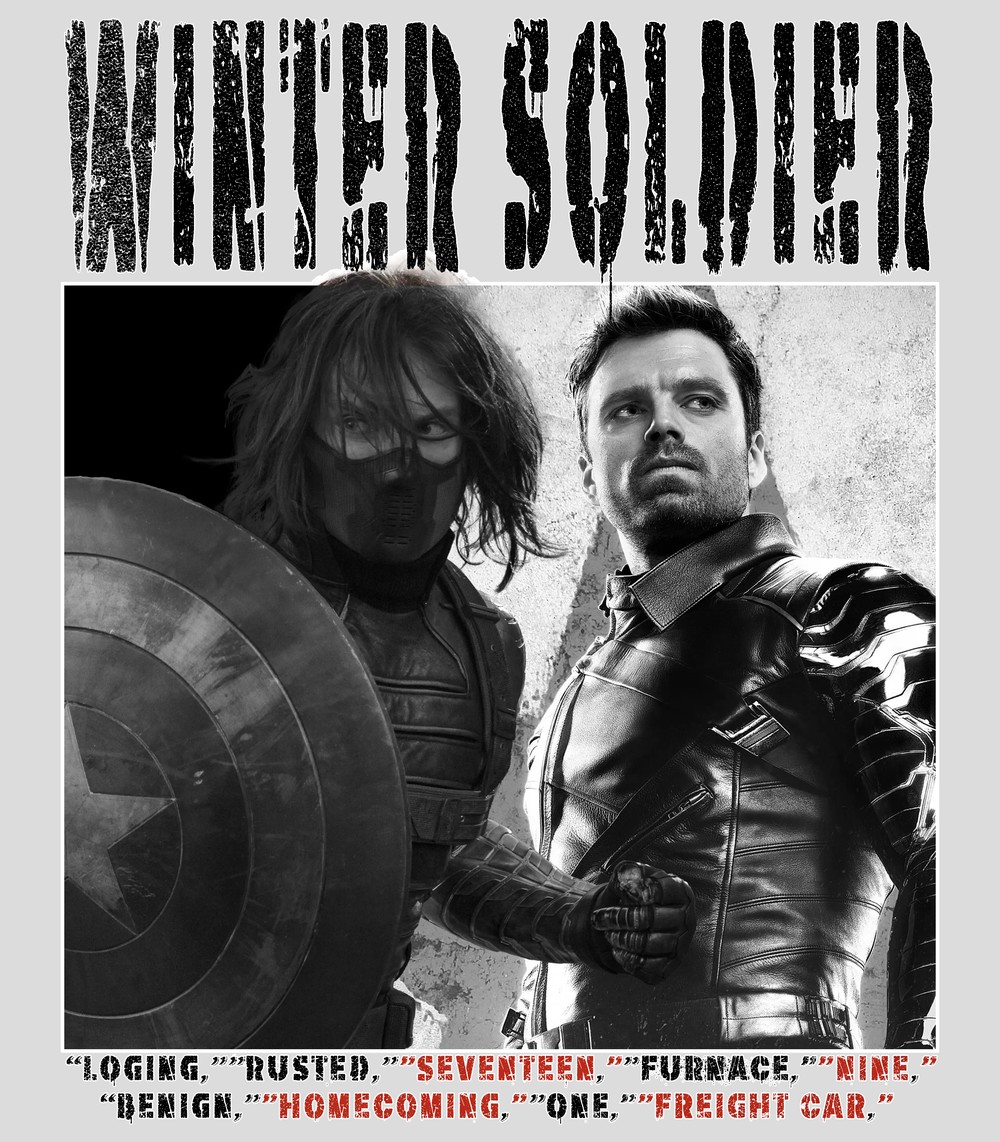 WINTER SOLDIER
“LOGING,””RUSTED,””SEVENTEEN,””FURNACE,””NINE,”
“BENIGN,””HOMECOMING,””ONE,””FREIGHT CAR,”